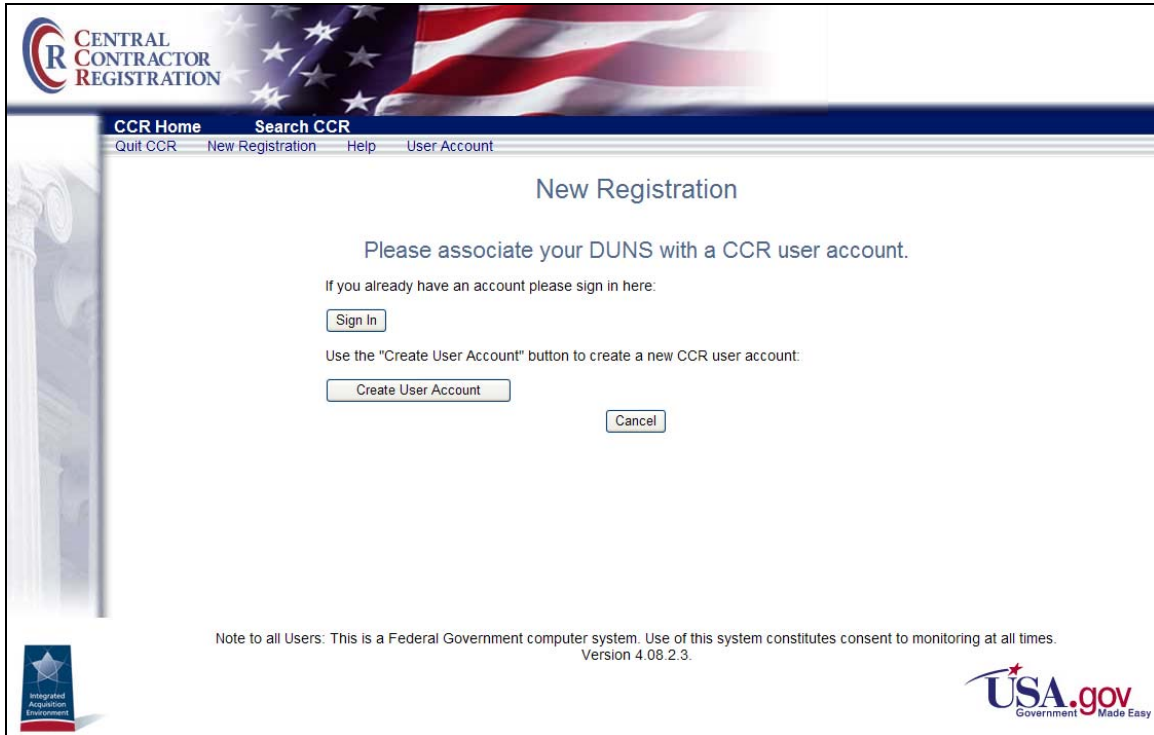 CENTRAL
CONTRACTOR
REGISTRATION
CCR Home Search CCR
Quit CCR New Registration Help User Account
New Registration
Please associate your DUNS with a CCR user account.
If you already have an account please sign in here:
Sign In
Use the "Create User Account" button to create a new CCR user account:
Create User Account
Cancel
Note to all Users: This is a Federal Government computer system. Use of this system constitutes consent to monitoring at all times.
Version 4.08.2.3.
Integrated
Acquisition
Environment
USA.gov
Government Made Easy